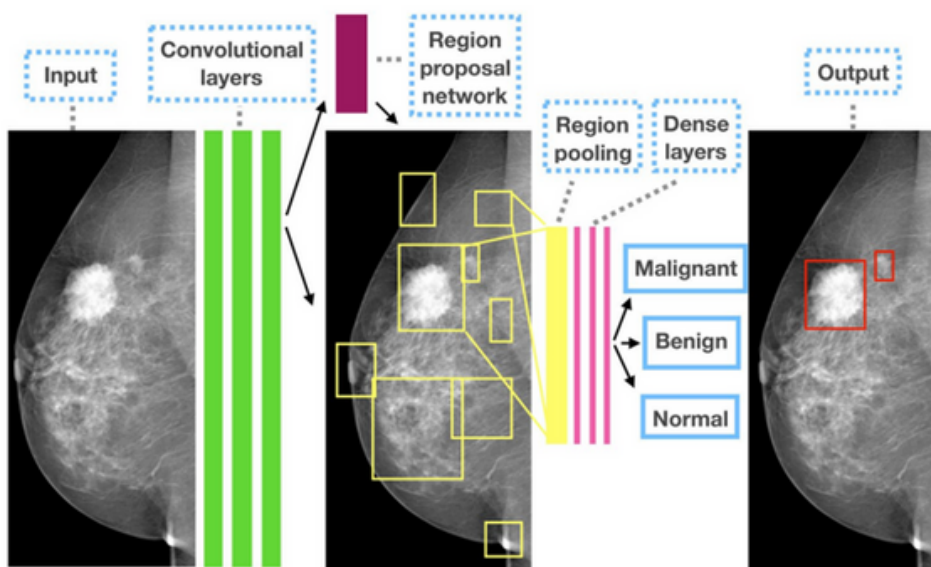 Input
Convolutional
layers
Region
proposal
network
Region
pooling
Dense
layers
Malignant
Benign
Normal
Output